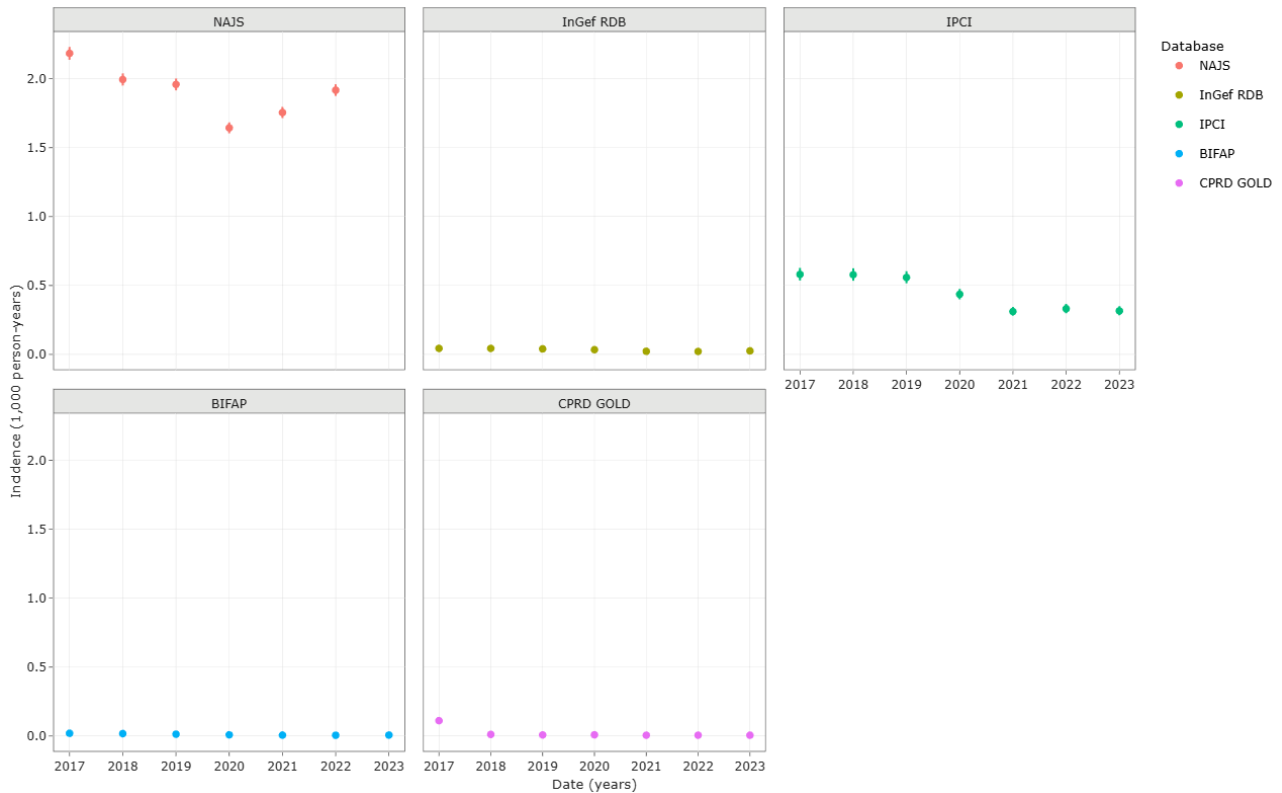 NAJS
InGef RDB
IPCI
Database
NAJS
InGef RDB
IPCI
BIFAP
CPRD GOLD
2.0
1.5
1.0
0.5
0.0
2017 2018 2019 2020 2021 2022 2023
BIFAP
CPRD GOLD
Inddence (1,000 person-years)
2.0
1.5
1.0
0.5
0.0
2017 2018 2019 2020 2021 2022 2023
2017 2018 2019 2020 2021 2022 2023
Date (years)